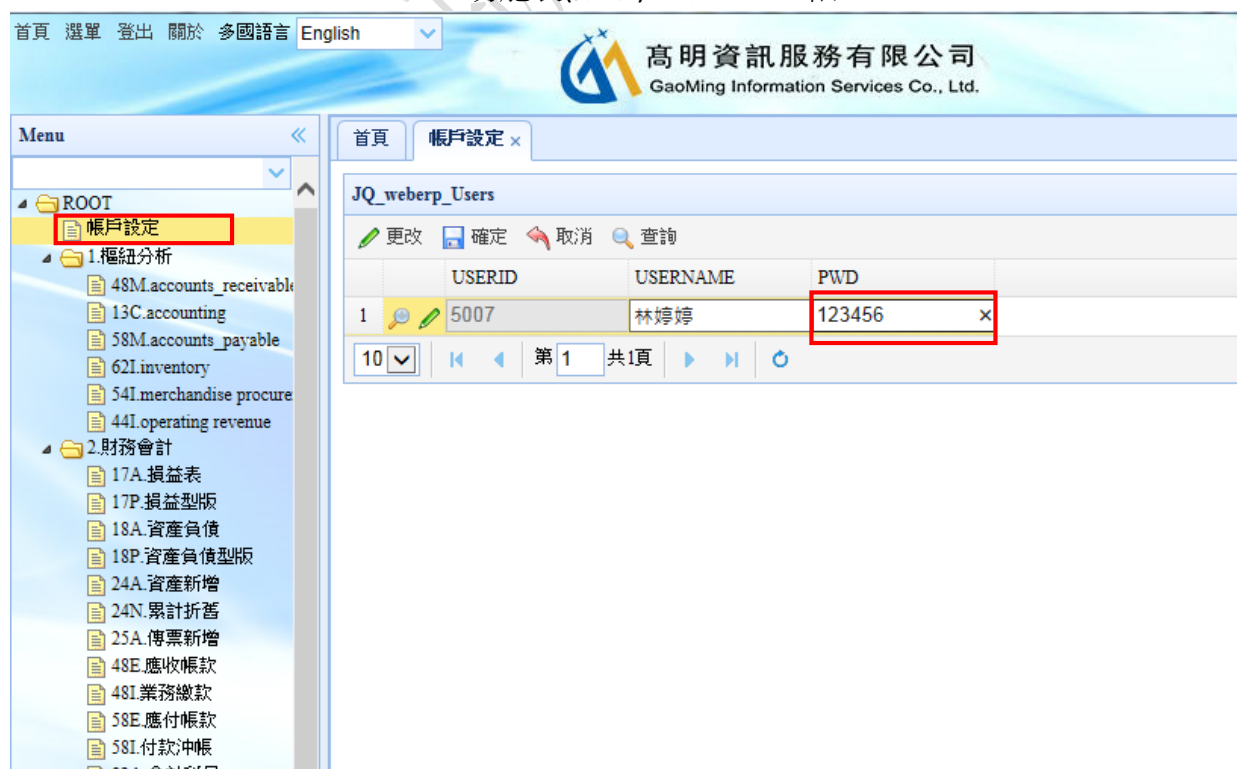 首頁 選單 登出 關於 多國語言 English
高明資訊服務有限公司
GaoMing Information Services Co., Ltd.
Menu
首頁 帳戶設定 ×
ROOT
帳戶設定
1.樞紐分析
48M.accounts_receivable
13C.accounting
58M.accounts_payable
62I.inventory
54I.merchandise procure
44I.operating revenue
2.財務會計
17A.損益表
17P.損益型版
18A.資產負債
18P.資產負債型版
24A.資產新增
24N.累計折舊
25A.傳票新增
48E.應收帳款
48I.業務繳款
58E.應付帳款
58I.付款沖帳
JQ_weberp_Users
更改 確定 取消 查詢
USERID USERNAME PWD
1 5007 林婷婷 123456 ×
10 第 1 共1頁